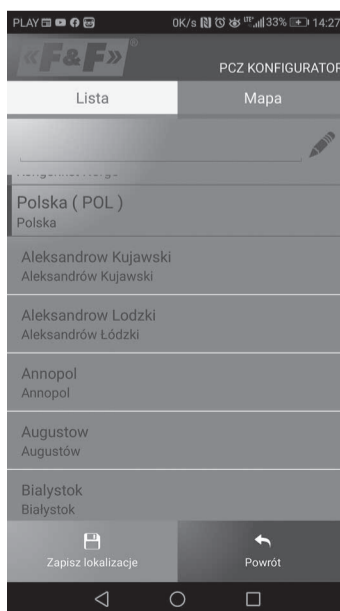 PLAY 0K/s LTE 33% 14:27
«F&F»®
PCZ KONFIGURATOR
Lista Mapa
Polska ( POL )
Polska
Aleksandrow Kujawski
Aleksandrów Kujawski
Aleksandrow Lodzki
Aleksandrów Łódzki
Annopol
Annopol
Augustow
Augustów
Bialystok
Białystok
Zapisz lokalizacje Powrót